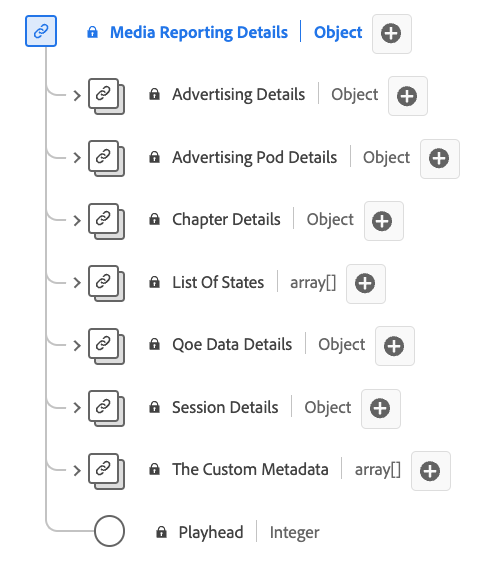 Media Reporting Details Object
Advertising Details Object
Advertising Pod Details Object
Chapter Details Object
List Of States array[]
Qoe Data Details Object
Session Details Object
The Custom Metadata array[]
Playhead Integer